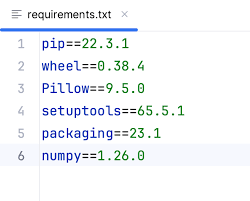 requirements.txt
1 pip==22.3.1
2 wheel==0.38.4
3 Pillow==9.5.0
4 setuptools==65.5.1
5 packaging==23.1
6 numpy==1.26.0